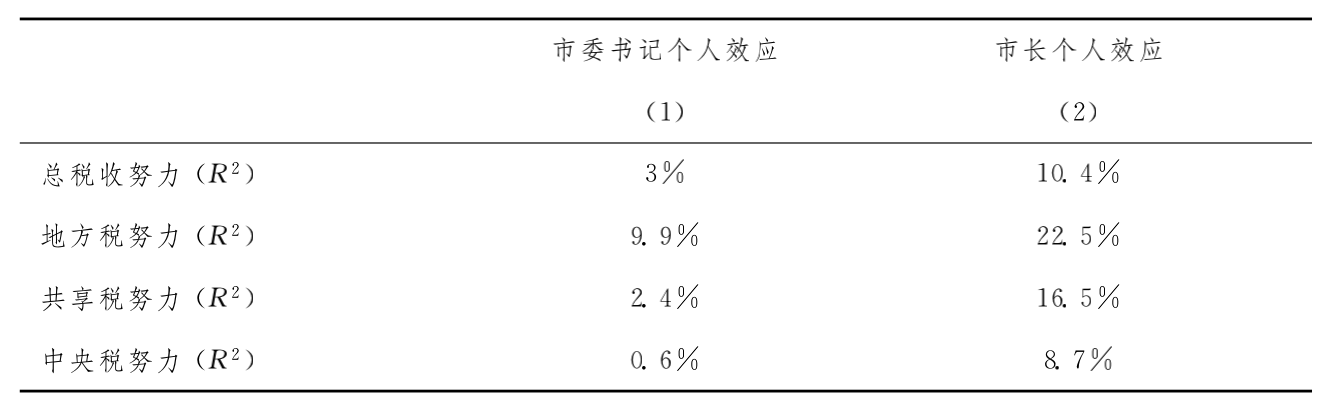 市委书记个人效应 市长个人效应
(1) (2)
总税收努力 (R²) 3% 10.4%
地方税努力 (R²) 9.9% 22.5%
共享税努力 (R²) 2.4% 16.5%
中央税努力 (R²) 0.6% 8.7%